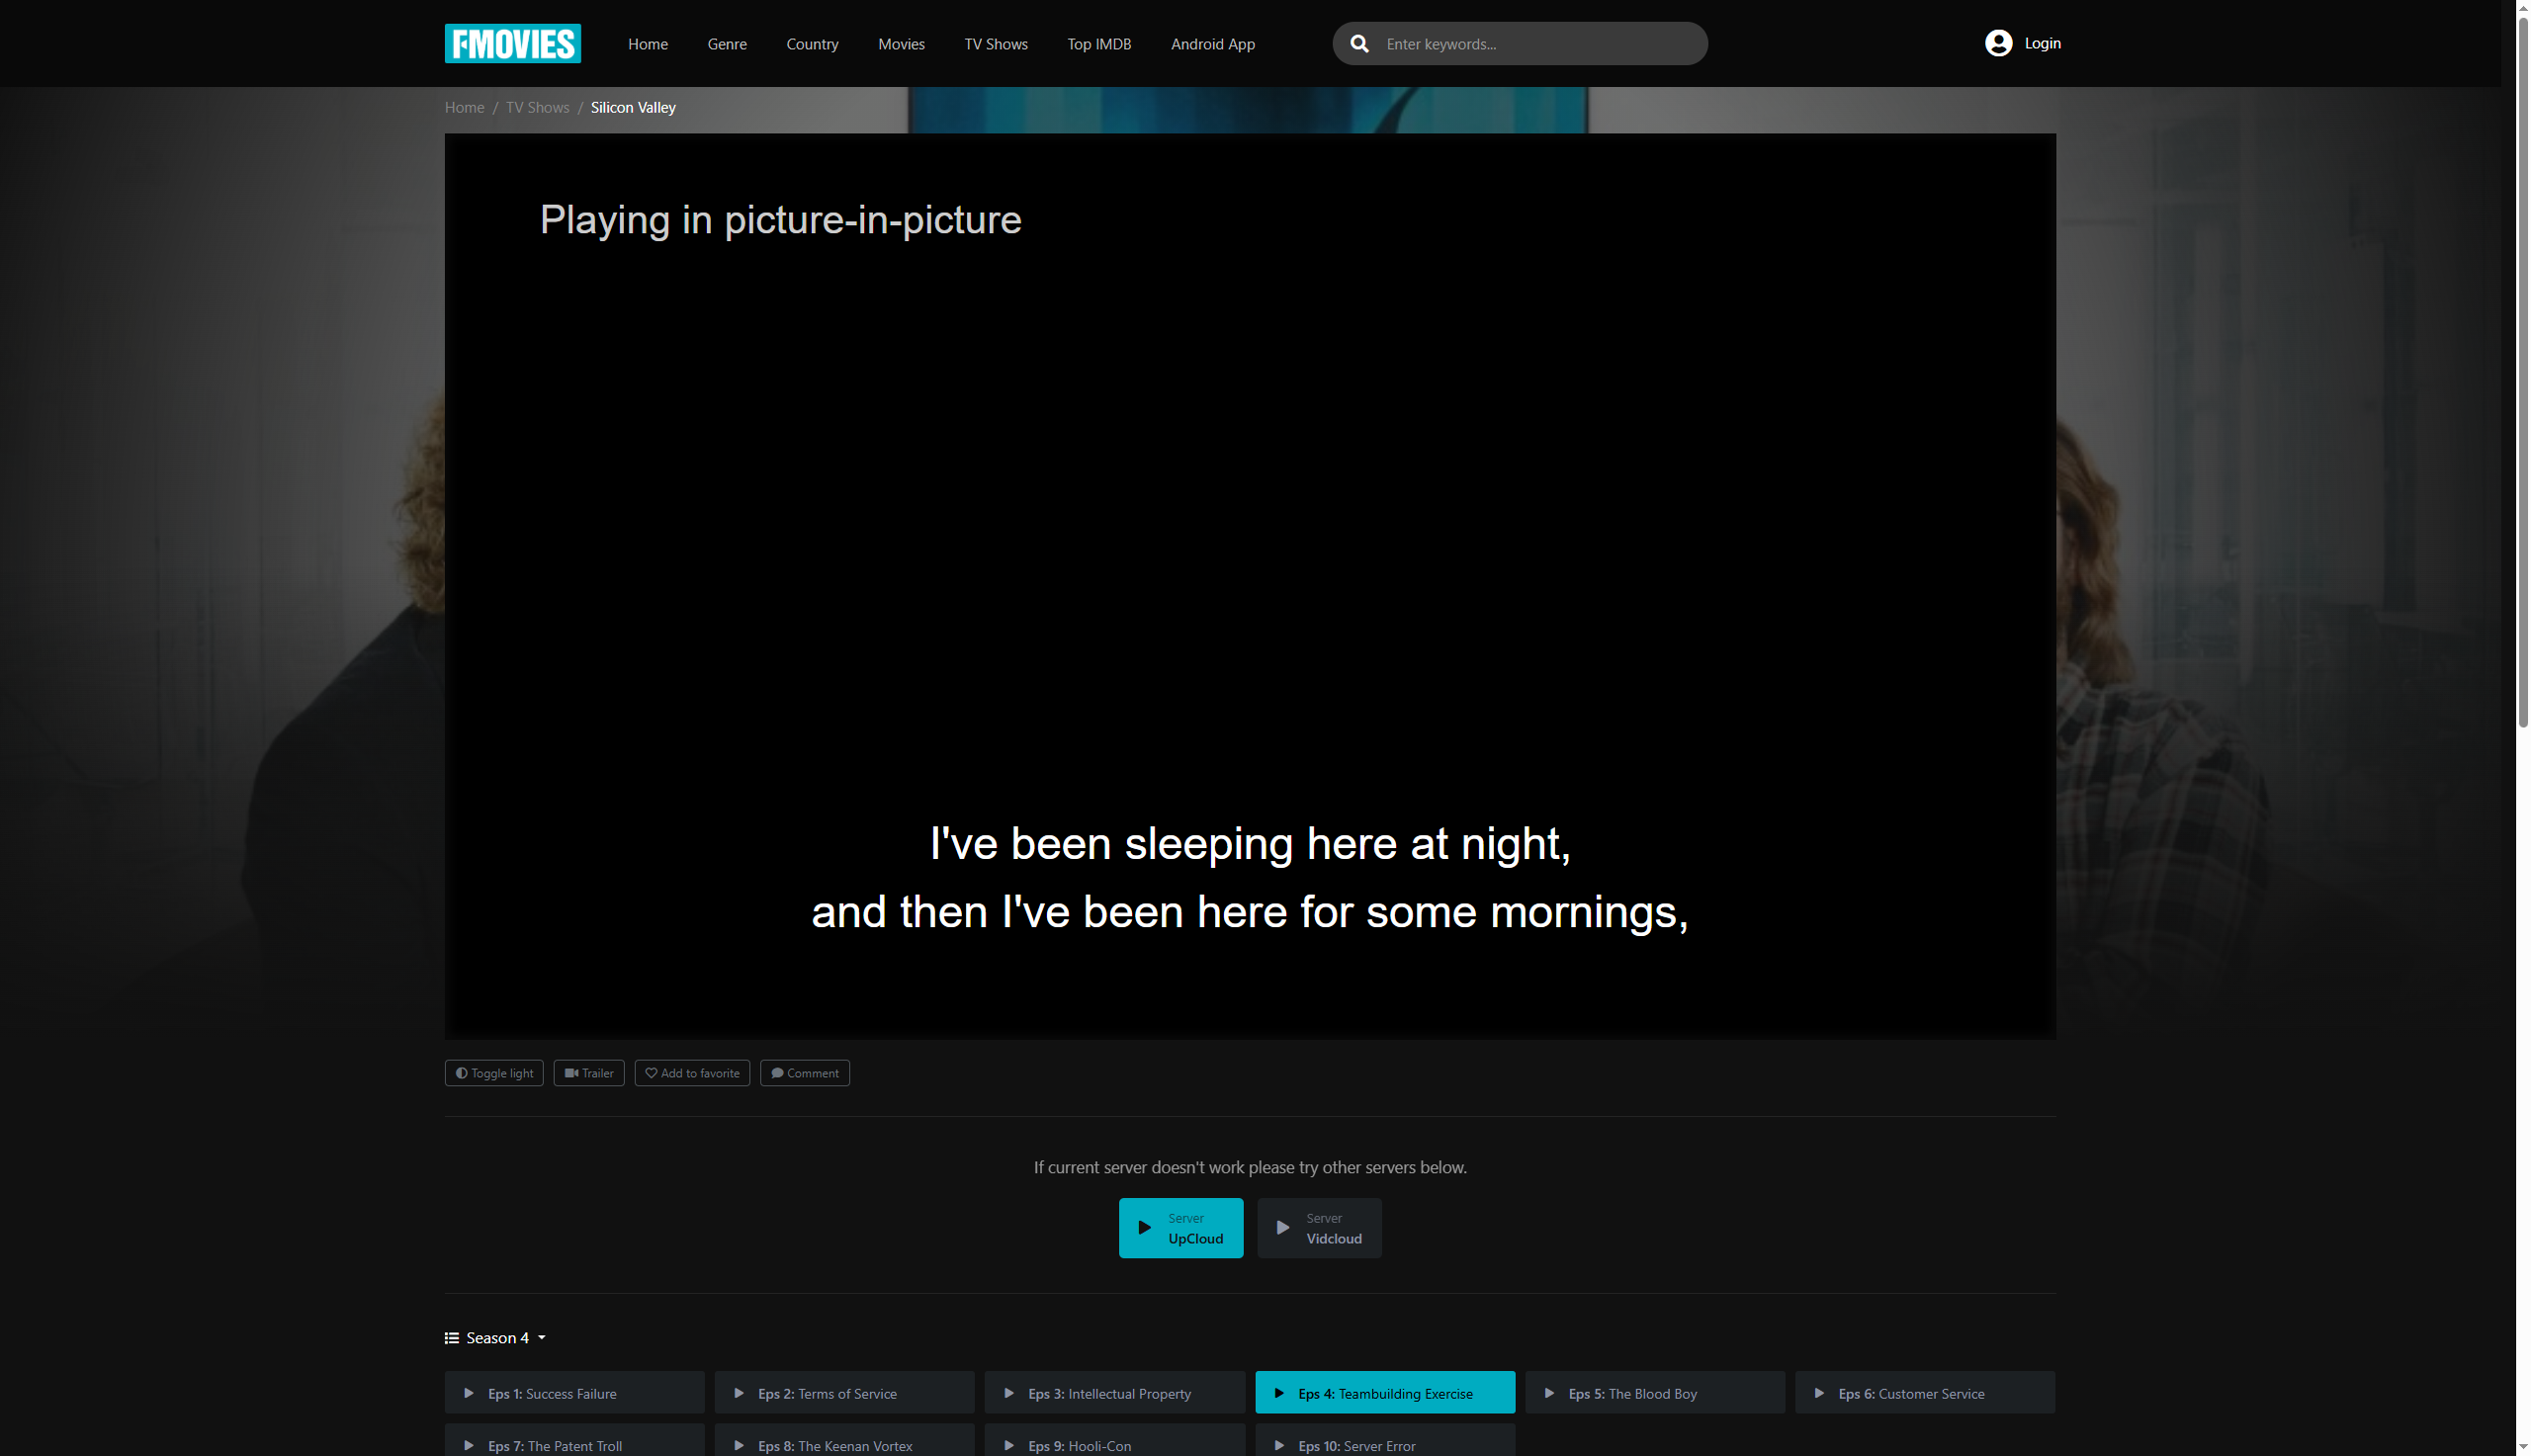 FMOVIES
Home
Genre
Country
Movies
TV Shows
Top IMDB
Android App
Enter keywords...
Login
Home / TV Shows / Silicon Valley
Playing in picture-in-picture
I've been sleeping here at night,
and then I've been here for some mornings,
Toggle light
Trailer
Add to favorite
Comment
If current server doesn't work please try other servers below.
Server
UpCloud
Server
Vidcloud
Season 4
Eps 1: Success Failure
Eps 2: Terms of Service
Eps 3: Intellectual Property
Eps 4: Teambuilding Exercise
Eps 5: The Blood Boy
Eps 6: Customer Service
Eps 7: The Patent Troll
Eps 8: The Keenan Vortex
Eps 9: Hooli-Con
Eps 10: Server Error